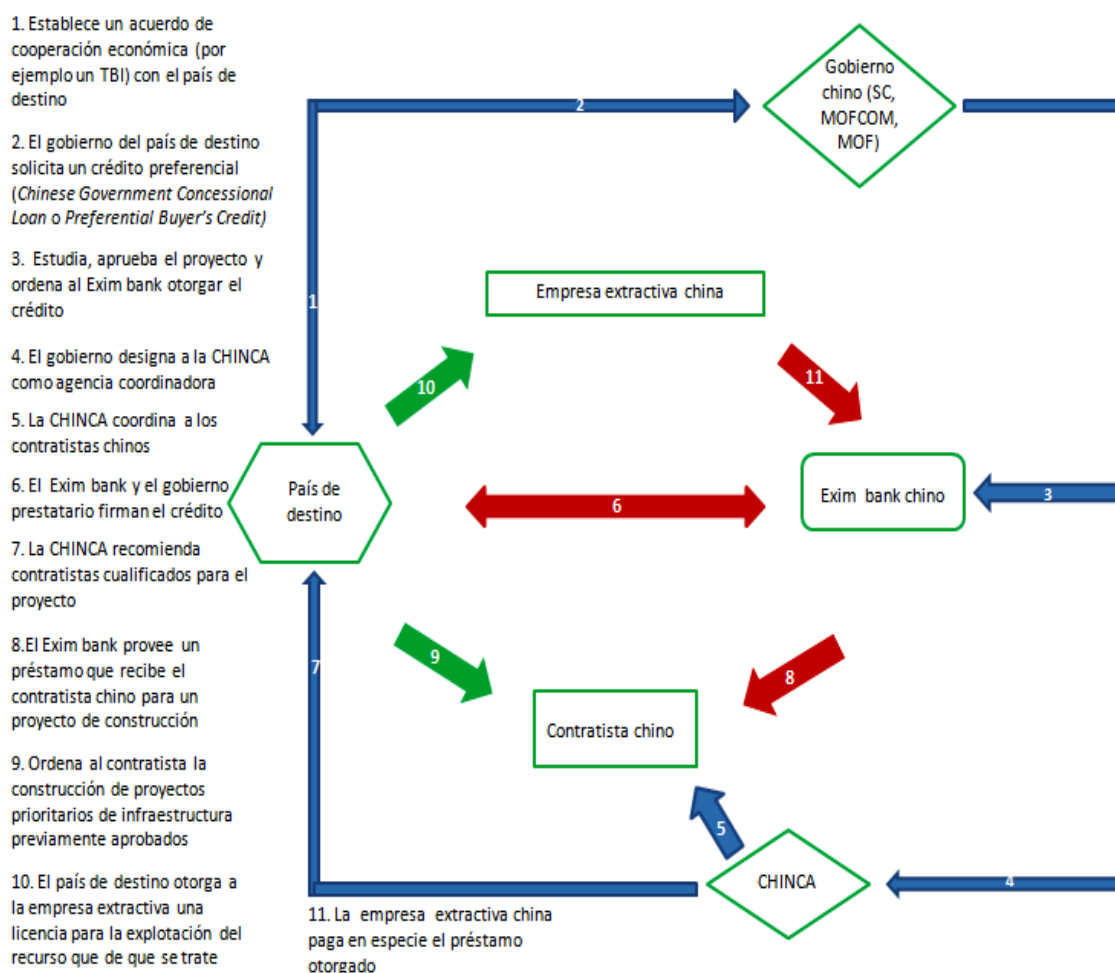 1. Establece un acuerdo de
cooperación económica (por
ejemplo un TBI) con el país de
destino
2. El gobierno del país de destino
solicita un crédito preferencial
(Chinese Government Concessional
Loan o Preferential Buyer's Credit)
3. Estudia, aprueba el proyecto y
ordena al Exim bank otorgar el
crédito
4. El gobierno designa a la CHINCA
como agencia coordinadora
5. La CHINCA coordina a los
contratistas chinos
6. El Exim bank y el gobierno
prestatario firman el crédito
7. La CHINCA recomienda
contratistas cualificados para el
proyecto
8.El Exim bank provee un
préstamo que recibe el
contratista chino para un
proyecto de construcción
9. Ordena al contratista la
construcción de proyectos
prioritarios de infraestructura
previamente aprobados
10. El país de destino otorga a
la empresa extractiva una
licencia para la explotación del
recurso que de que se trate
11. La empresa extractiva china
paga en especie el préstamo
otorgado
2
Gobierno
chino (SC,
MOFCOM,
MOF)
1
Empresa extractiva china
10
11
País de
destino
6
Exim bank chino
3
7
9
8
Contratista chino
5
CHINCA
4